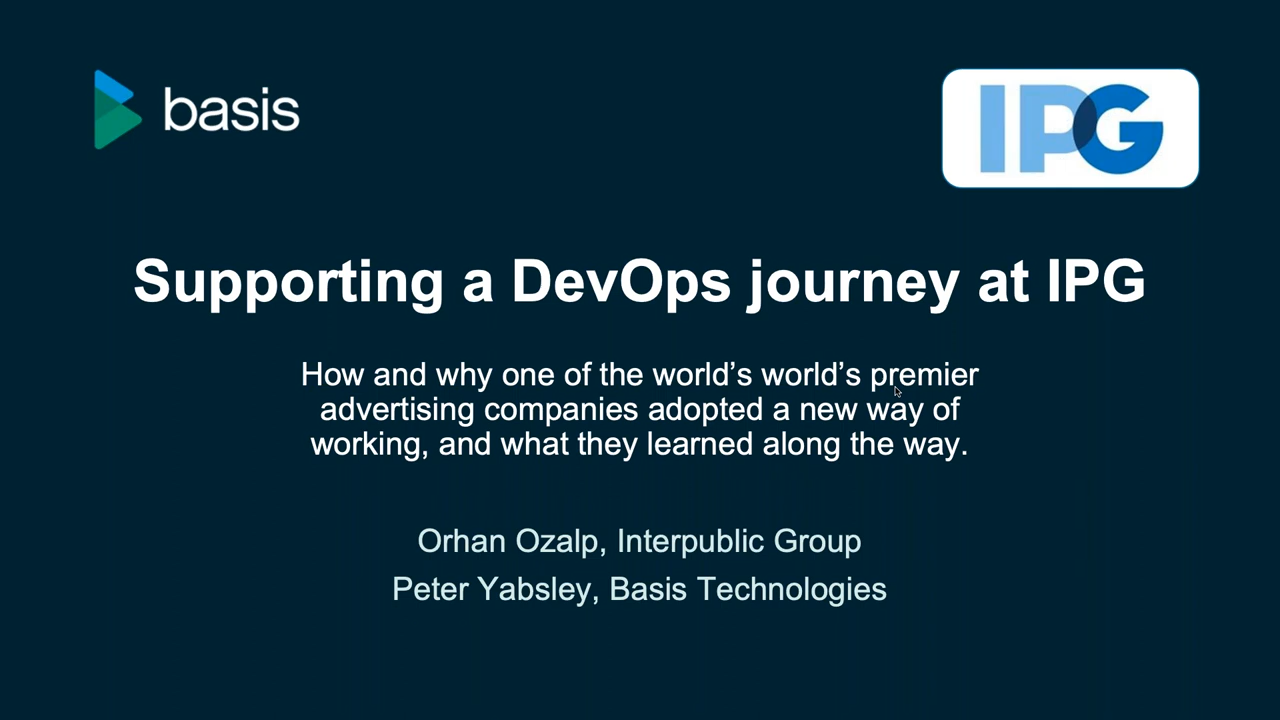 basis
IPG
Supporting a DevOps journey at IPG
How and why one of the world’s world’s premier
advertising companies adopted a new way of
working, and what they learned along the way.
Orhan Ozalp, Interpublic Group
Peter Yabsley, Basis Technologies